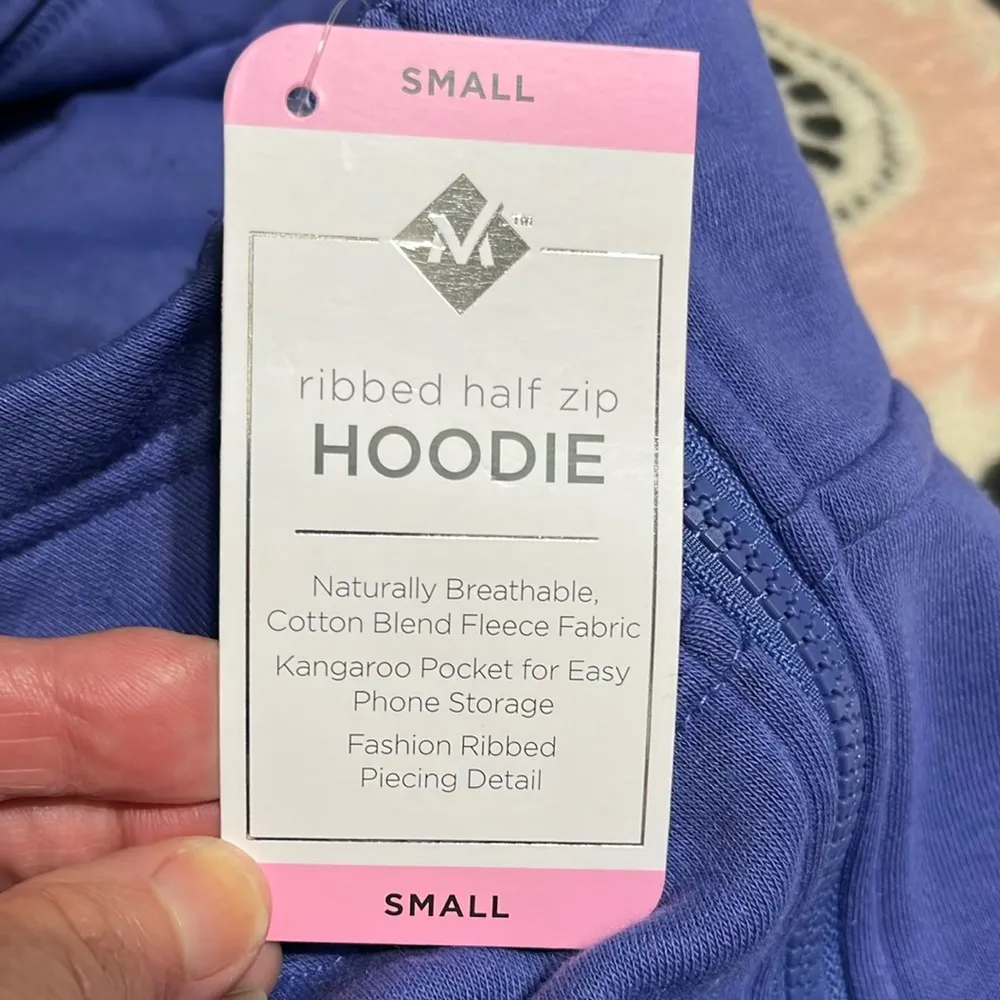 SMALL
M™
ribbed half zip
HOODIE
Naturally Breathable,
Cotton Blend Fleece Fabric
Kangaroo Pocket for Easy
Phone Storage
Fashion Ribbed
Piecing Detail
SMALL